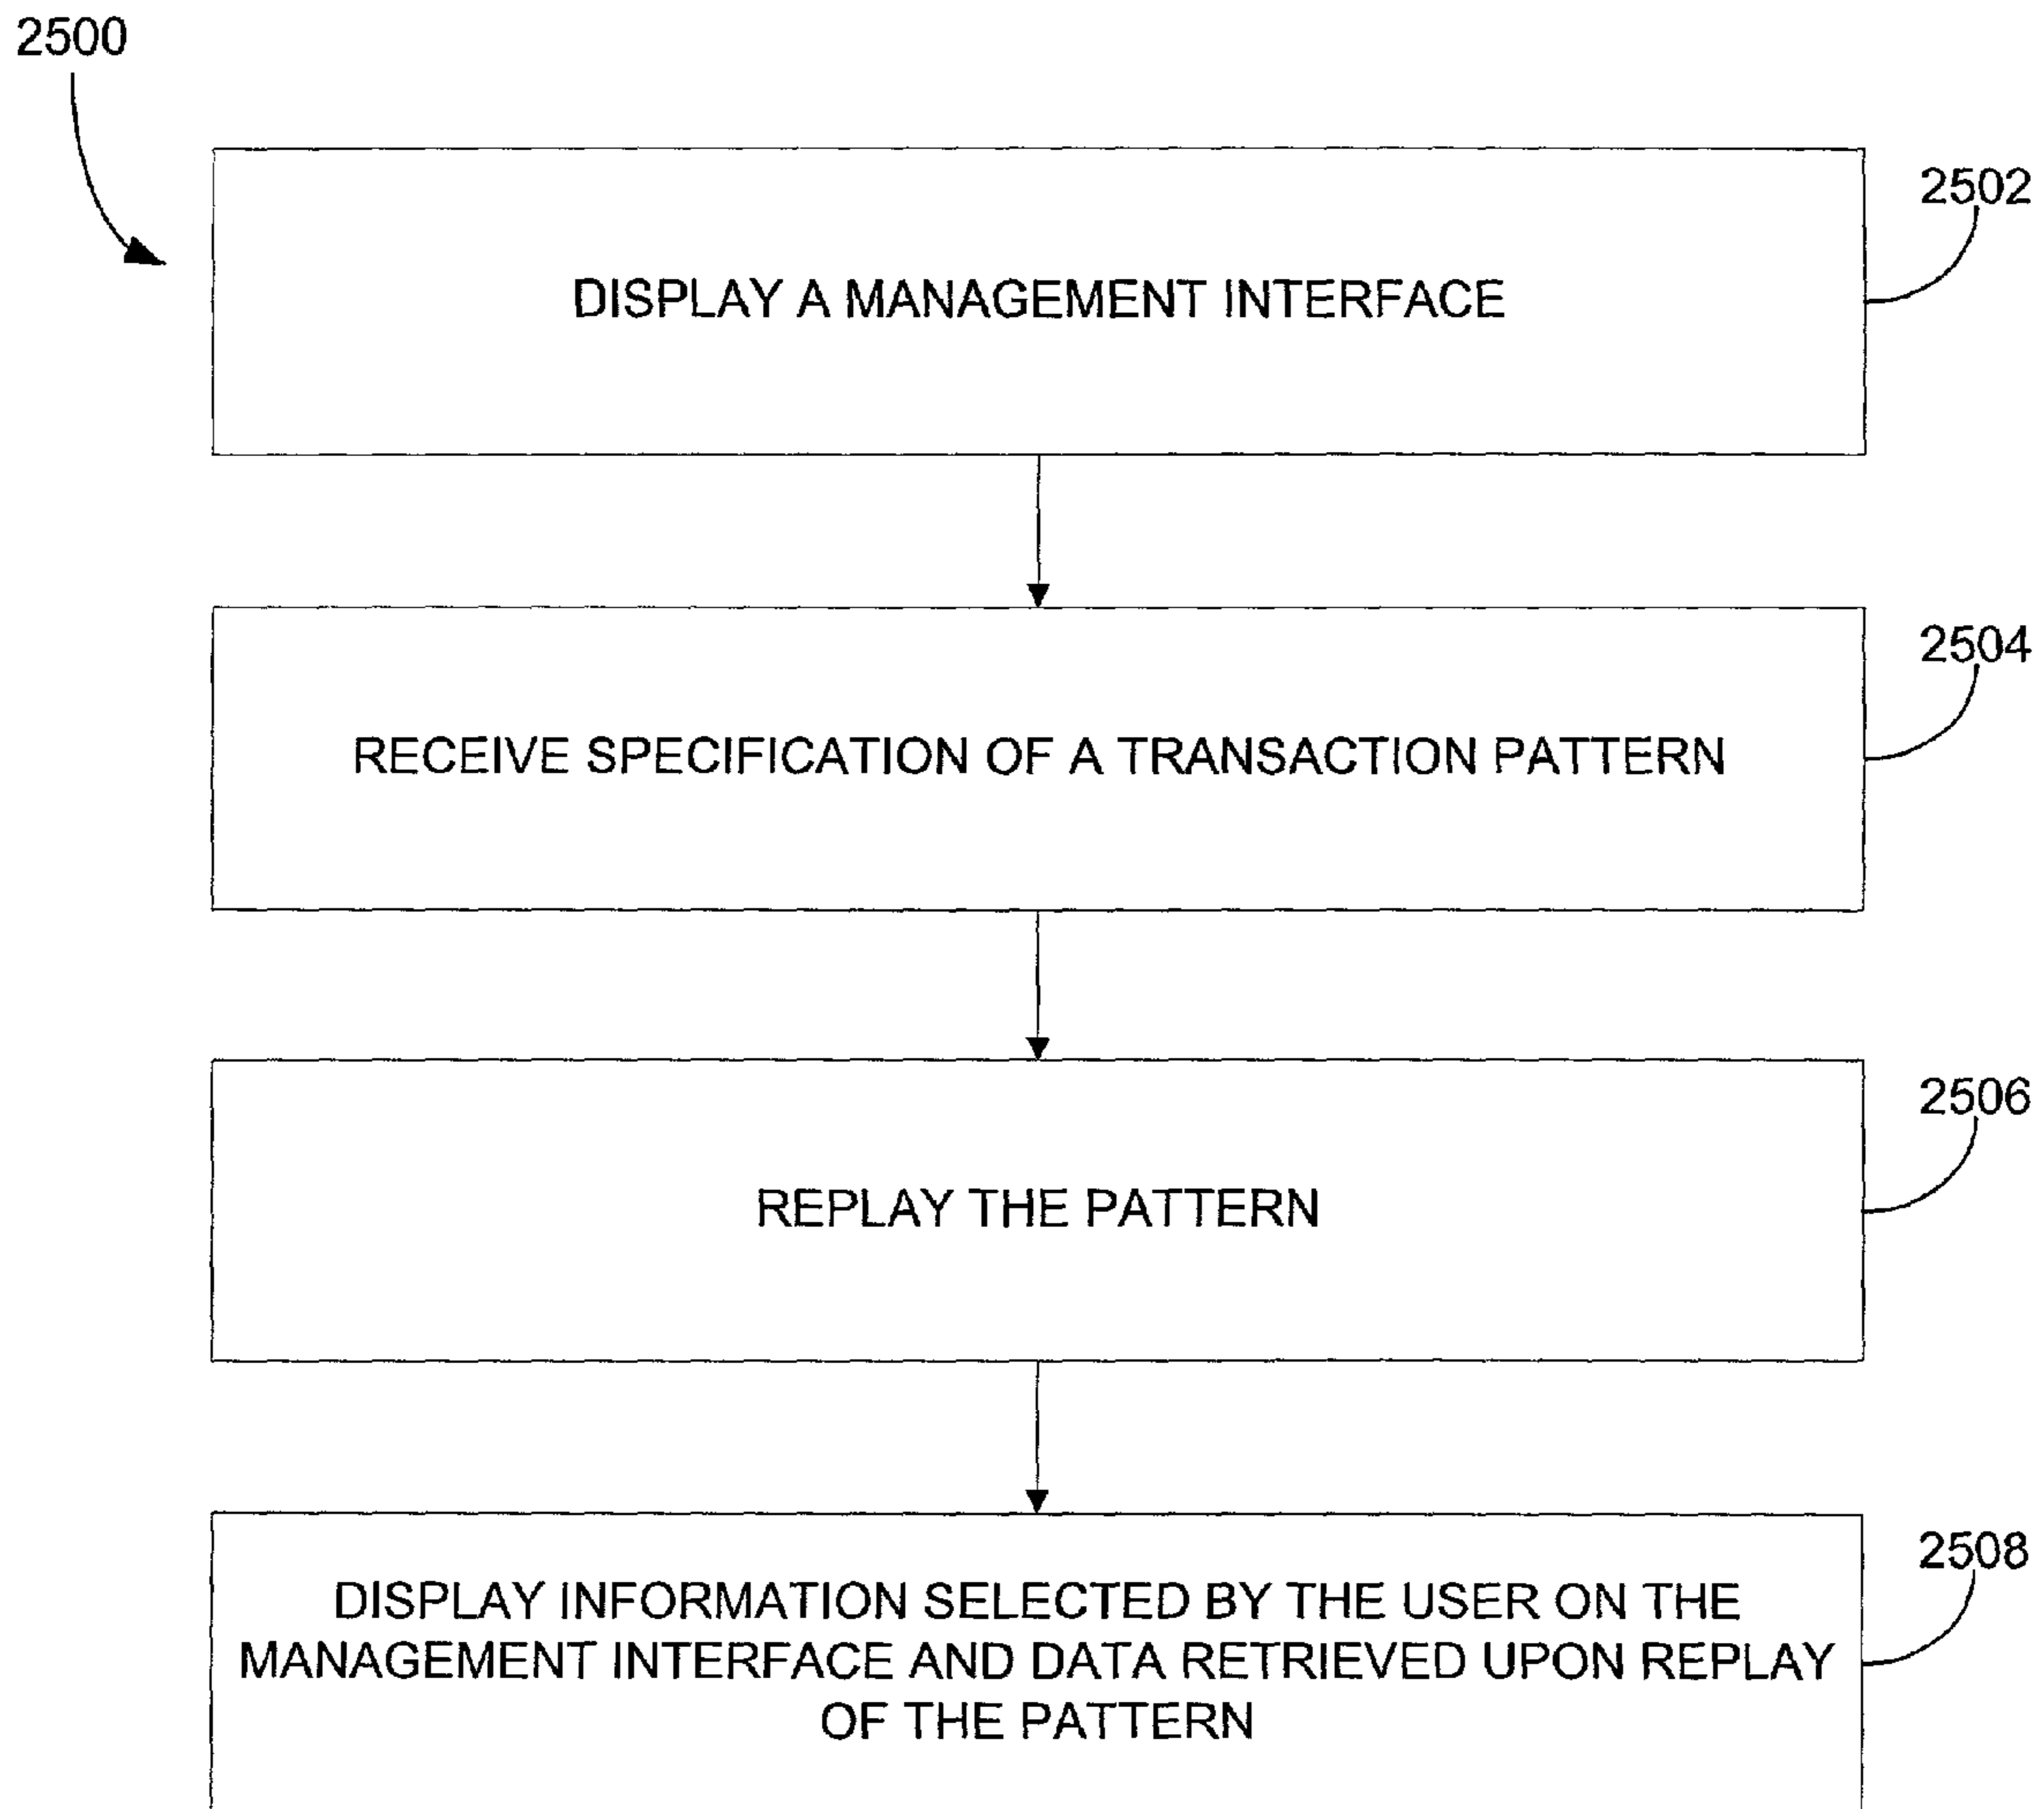 2500
2502
DISPLAY A MANAGEMENT INTERFACE
2504
RECEIVE SPECIFICATION OF A TRANSACTION PATTERN
2506
REPLAY THE PATTERN
2508
DISPLAY INFORMATION SELECTED BY THE USER ON THE
MANAGEMENT INTERFACE AND DATA RETRIEVED UPON REPLAY
OF THE PATTERN